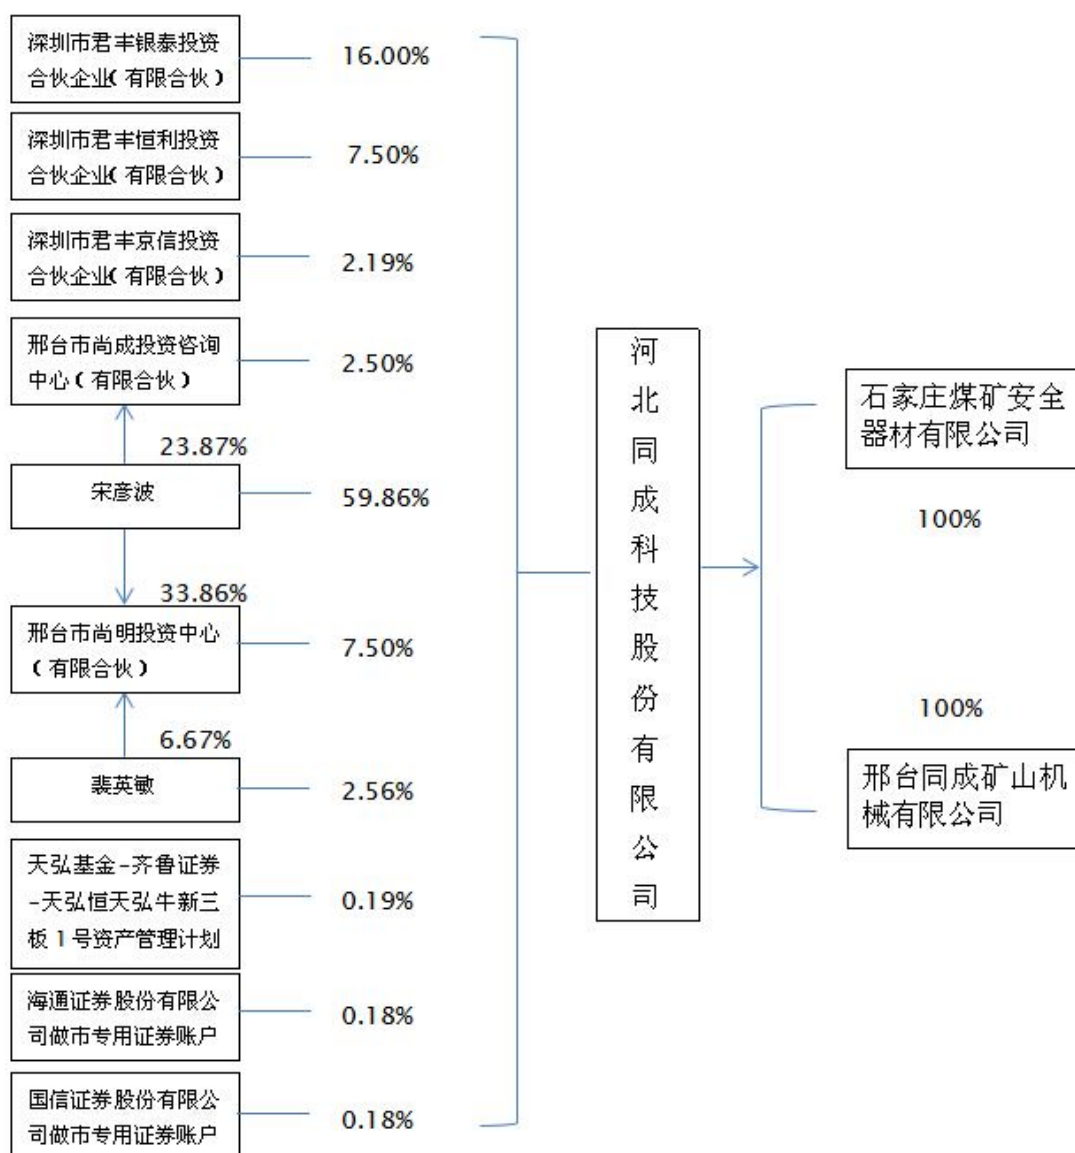 深圳市君丰银泰投资
合伙企业(有限合伙)
16.00%
深圳市君丰恒利投资
合伙企业(有限合伙)
7.50%
深圳市君丰京信投资
合伙企业(有限合伙)
2.19%
邢台市尚成投资咨询
中心(有限合伙)
2.50%
23.87%
宋彦波
59.86%
33.86%
邢台市尚明投资中心
(有限合伙)
7.50%
6.67%
裴英敏
2.56%
天弘基金-齐鲁证券
-天弘恒天弘牛新三
板1号资产管理计划
0.19%
海通证券股份有限公
司做市专用证券账户
0.18%
国信证券股份有限公
司做市专用证券账户
0.18%
河北同成科技股份有限公司
石家庄煤矿安全
器材有限公司
100%
100%
邢台同成矿山机
械有限公司